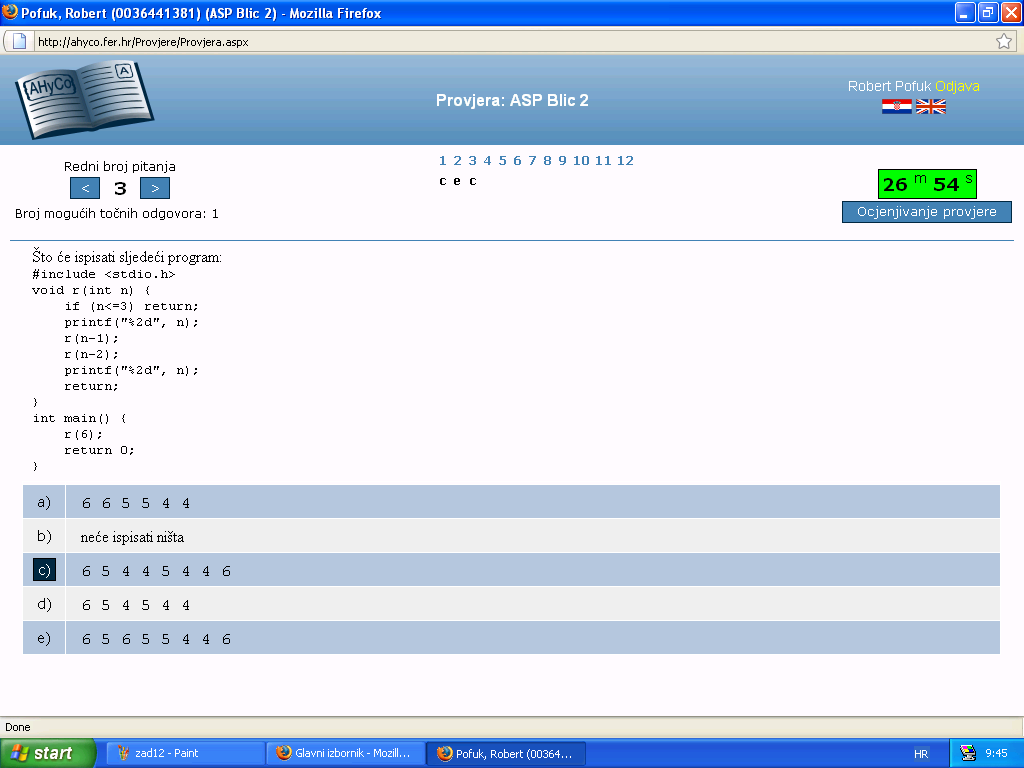 Pofuk, Robert (0036441381) (ASP Blic 2) - Mozilla Firefox
http://ahyco.fer.hr/Provjere/Provjera.aspx
{AHyCo}
A
Provjera: ASP Blic 2
Robert Pofuk Odjava
Redni broj pitanja
< 3 >
Broj mogućih točnih odgovora: 1
1 2 3 4 5 6 7 8 9 10 11 12
c e c
26 m 54 s
Ocjenjivanje provjere
Što će ispisati sljedeći program:
#include <stdio.h>
void r(int n) {
    if (n<=3) return;
    printf("%2d", n);
    r(n-1);
    r(n-2);
    printf("%2d", n);
    return;
}
int main() {
    r(6);
    return 0;
}
a) 6 6 5 5 4 4
b) neće ispisati ništa
c) 6 5 4 4 5 4 4 6
d) 6 5 4 5 4 4
e) 6 5 6 5 5 4 4 6
Done
start
zad12 - Paint
Glavni izbornik - Mozill...
Pofuk, Robert (00364...
HR
9:45